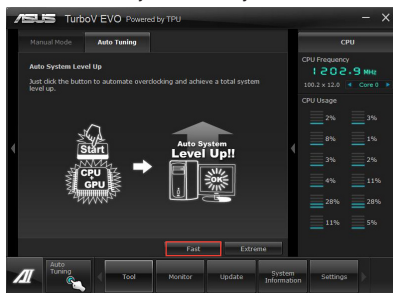 ASUS TurboV EVO Powered by TPU
Manual Mode Auto Tuning
CPU
Auto System Level Up
Just click the button to automate overclocking and achieve a total system
level up.
CPU Frequency
1202.9 MHz
100.2 x 12.0 Core 0
CPU Usage
2% 3%
8% 1%
3% 2%
4% 11%
28% 28%
11% 5%
Start
CPU
+
GPU
Auto System
Level Up!!
OK
Fast Extreme
Auto
Tuning
Tool Monitor Update System
Information Settings